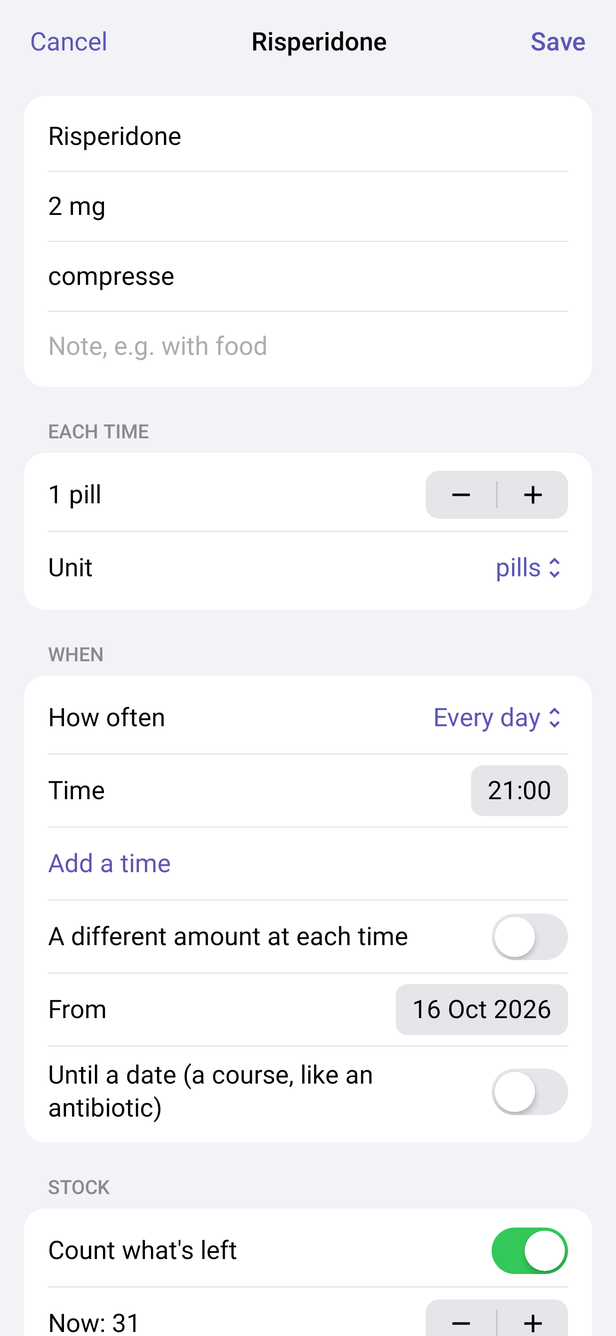 Cancel Risperidone Save
Risperidone
2 mg
compresse
Note, e.g. with food
EACH TIME
1 pill
Unit pills
WHEN
How often Every day
Time 21:00
Add a time
A different amount at each time
From 16 Oct 2026
Until a date (a course, like an
antibiotic)
STOCK
Count what's left
Now: 31